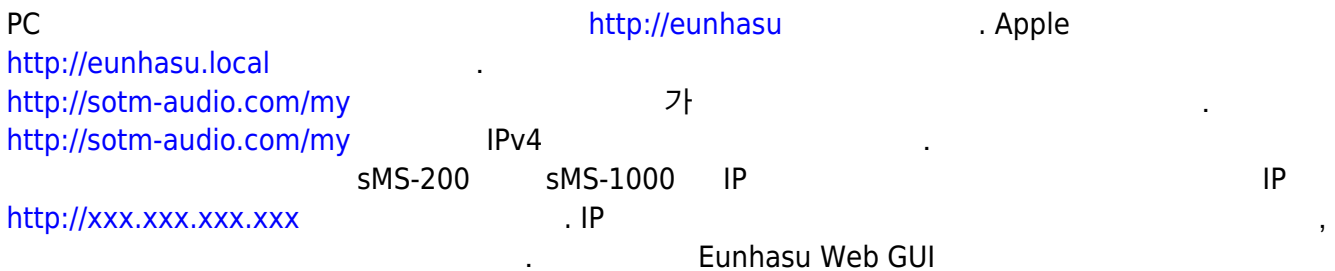 PC http://eunhasu . Apple
http://eunhasu.local .
http://sotm-audio.com/my 가 .
http://sotm-audio.com/my IPv4 .
sMS-200 sMS-1000 IP IP
http://xxx.xxx.xxx.xxx . IP ,
. Eunhasu Web GUI